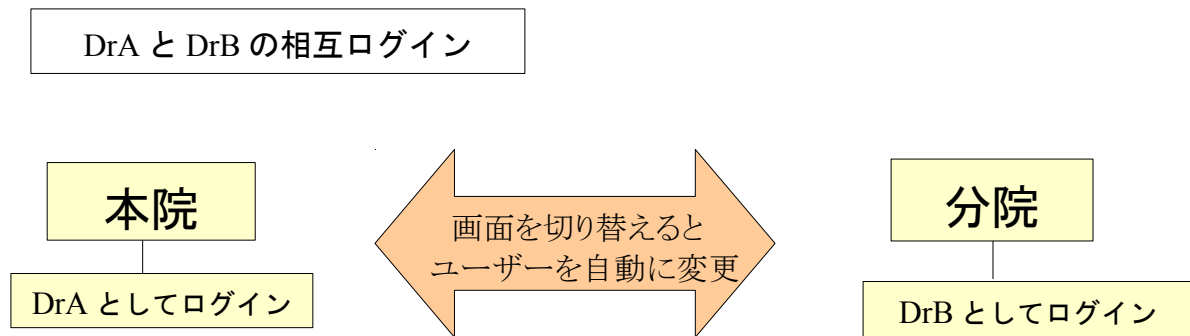 DrA と DrB の相互ログイン
本院
分院
画面を切り替えると
ユーザーを自動に変更
DrA としてログイン
DrB としてログイン